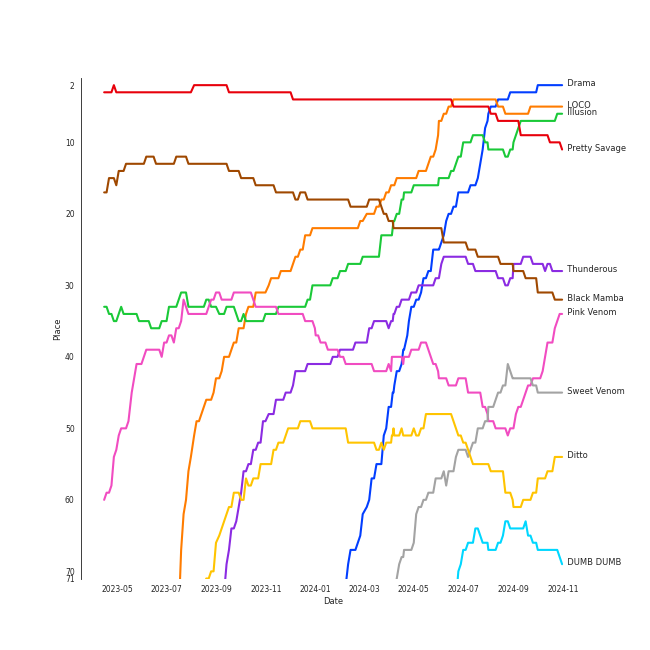 2
Drama
LOCO
Illusion
10
Pretty Savage
20
Thunderous
30
Black Mamba
Pink Venom
Place
40
Sweet Venom
50
Ditto
60
DUMB DUMB
70
71
2023-05 2023-07 2023-09 2023-11 2024-01 2024-03 2024-05 2024-07 2024-09 2024-11
Date